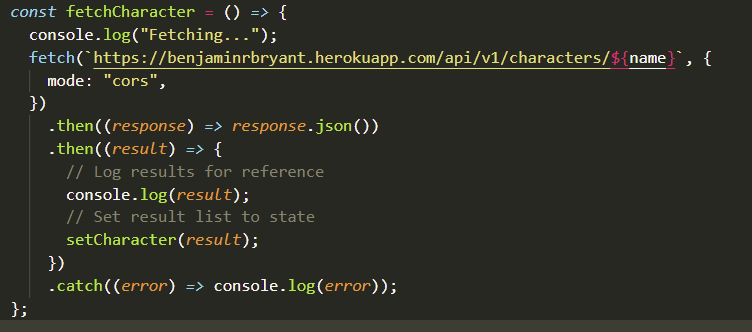 const fetchCharacter = () => {
console.log("Fetching...");
fetch(`https://benjaminrbryant.herokuapp.com/api/v1/characters/${name}`, {
mode: "cors",
})
.then((response) => response.json())
.then((result) => {
// Log results for reference
console.log(result);
// Set result list to state
setCharacter(result);
})
.catch((error) => console.log(error));
};